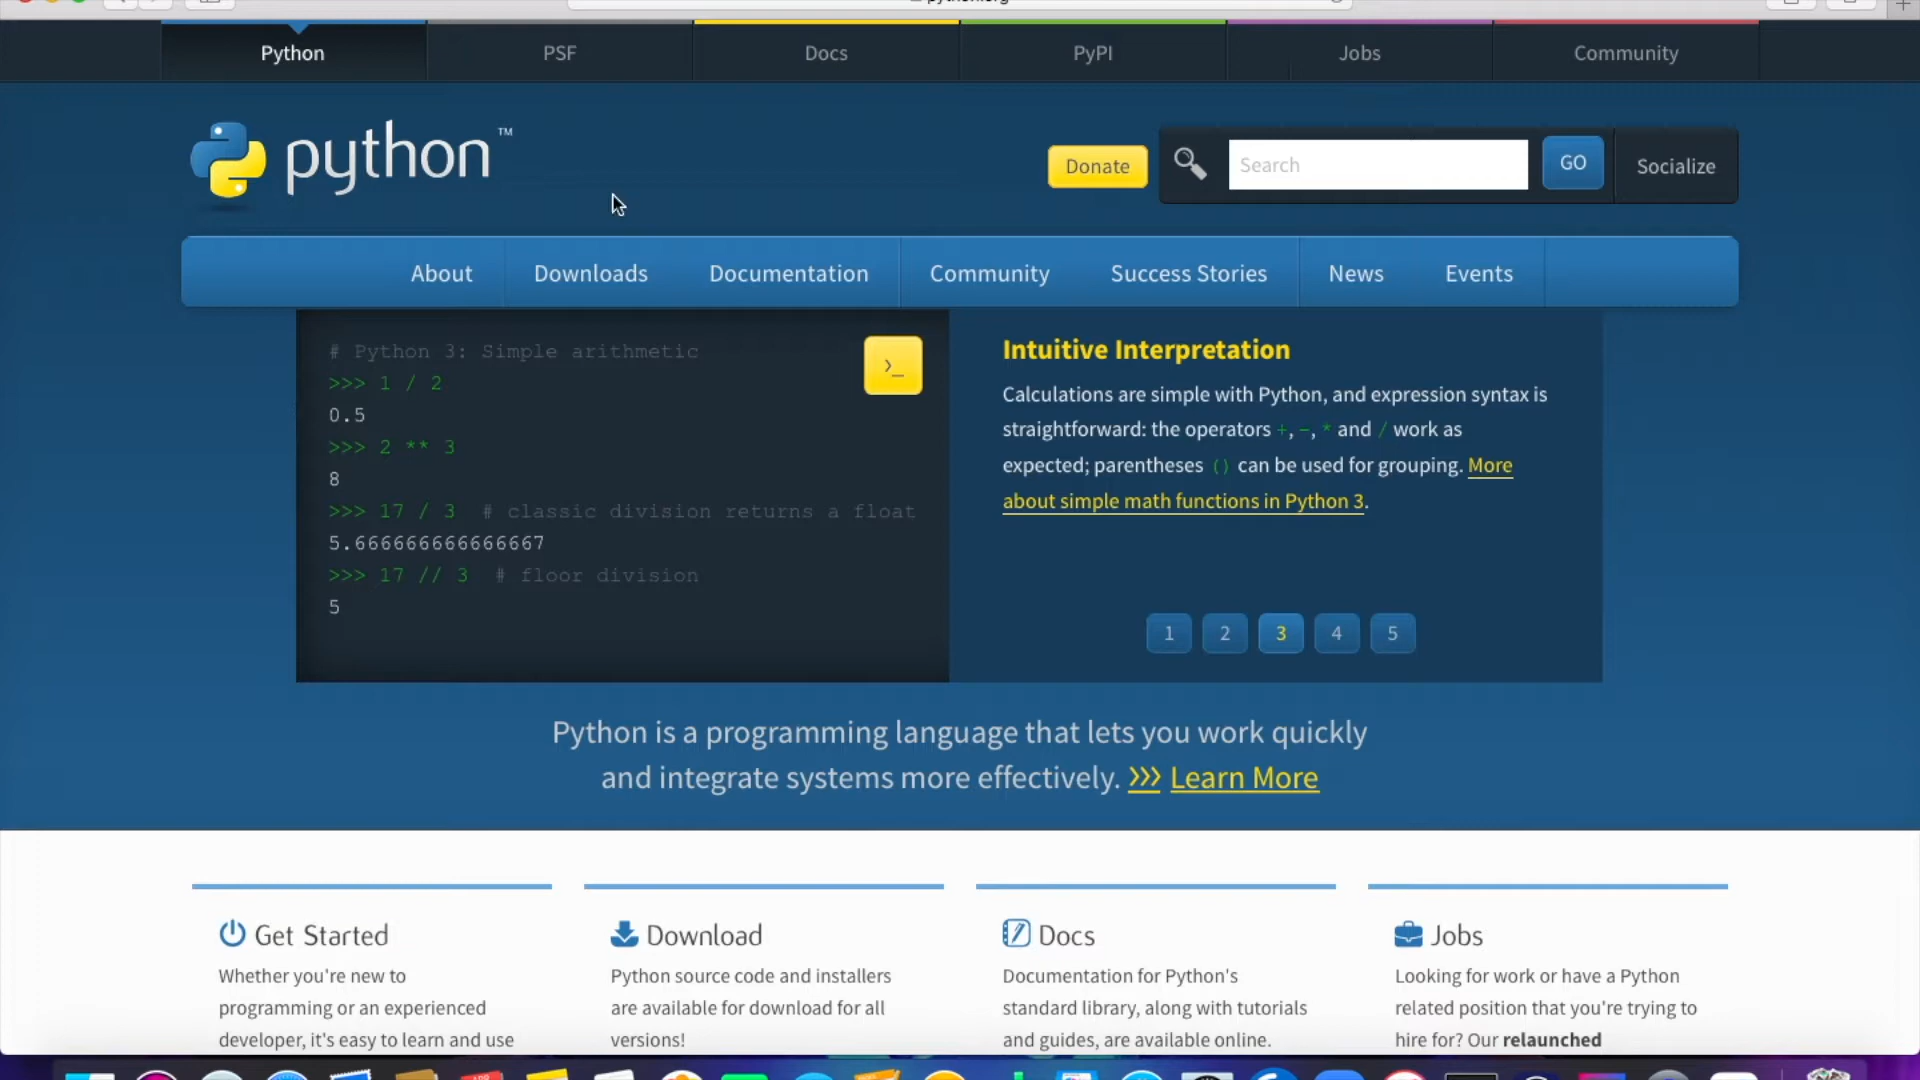 Python
PSF
Docs
PyPI
Jobs
Community
python™
Donate
Search
GO
Socialize
About
Downloads
Documentation
Community
Success Stories
News
Events
# Python 3: Simple arithmetic
>>> 1 / 2
0.5
>>> 2 ** 3
8
>>> 17 / 3  # classic division returns a float
5.666666666666667
>>> 17 // 3  # floor division
5
>_
Intuitive Interpretation
Calculations are simple with Python, and expression syntax is
straightforward: the operators +, -, * and / work as
expected; parentheses () can be used for grouping. More
about simple math functions in Python 3.
1
2
3
4
5
Python is a programming language that lets you work quickly
and integrate systems more effectively. >>> Learn More
Get Started
Whether you're new to
programming or an experienced
developer, it's easy to learn and use
Download
Python source code and installers
are available for download for all
versions!
Docs
Documentation for Python's
standard library, along with tutorials
and guides, are available online.
Jobs
Looking for work or have a Python
related position that you're trying to
hire for? Our relaunched